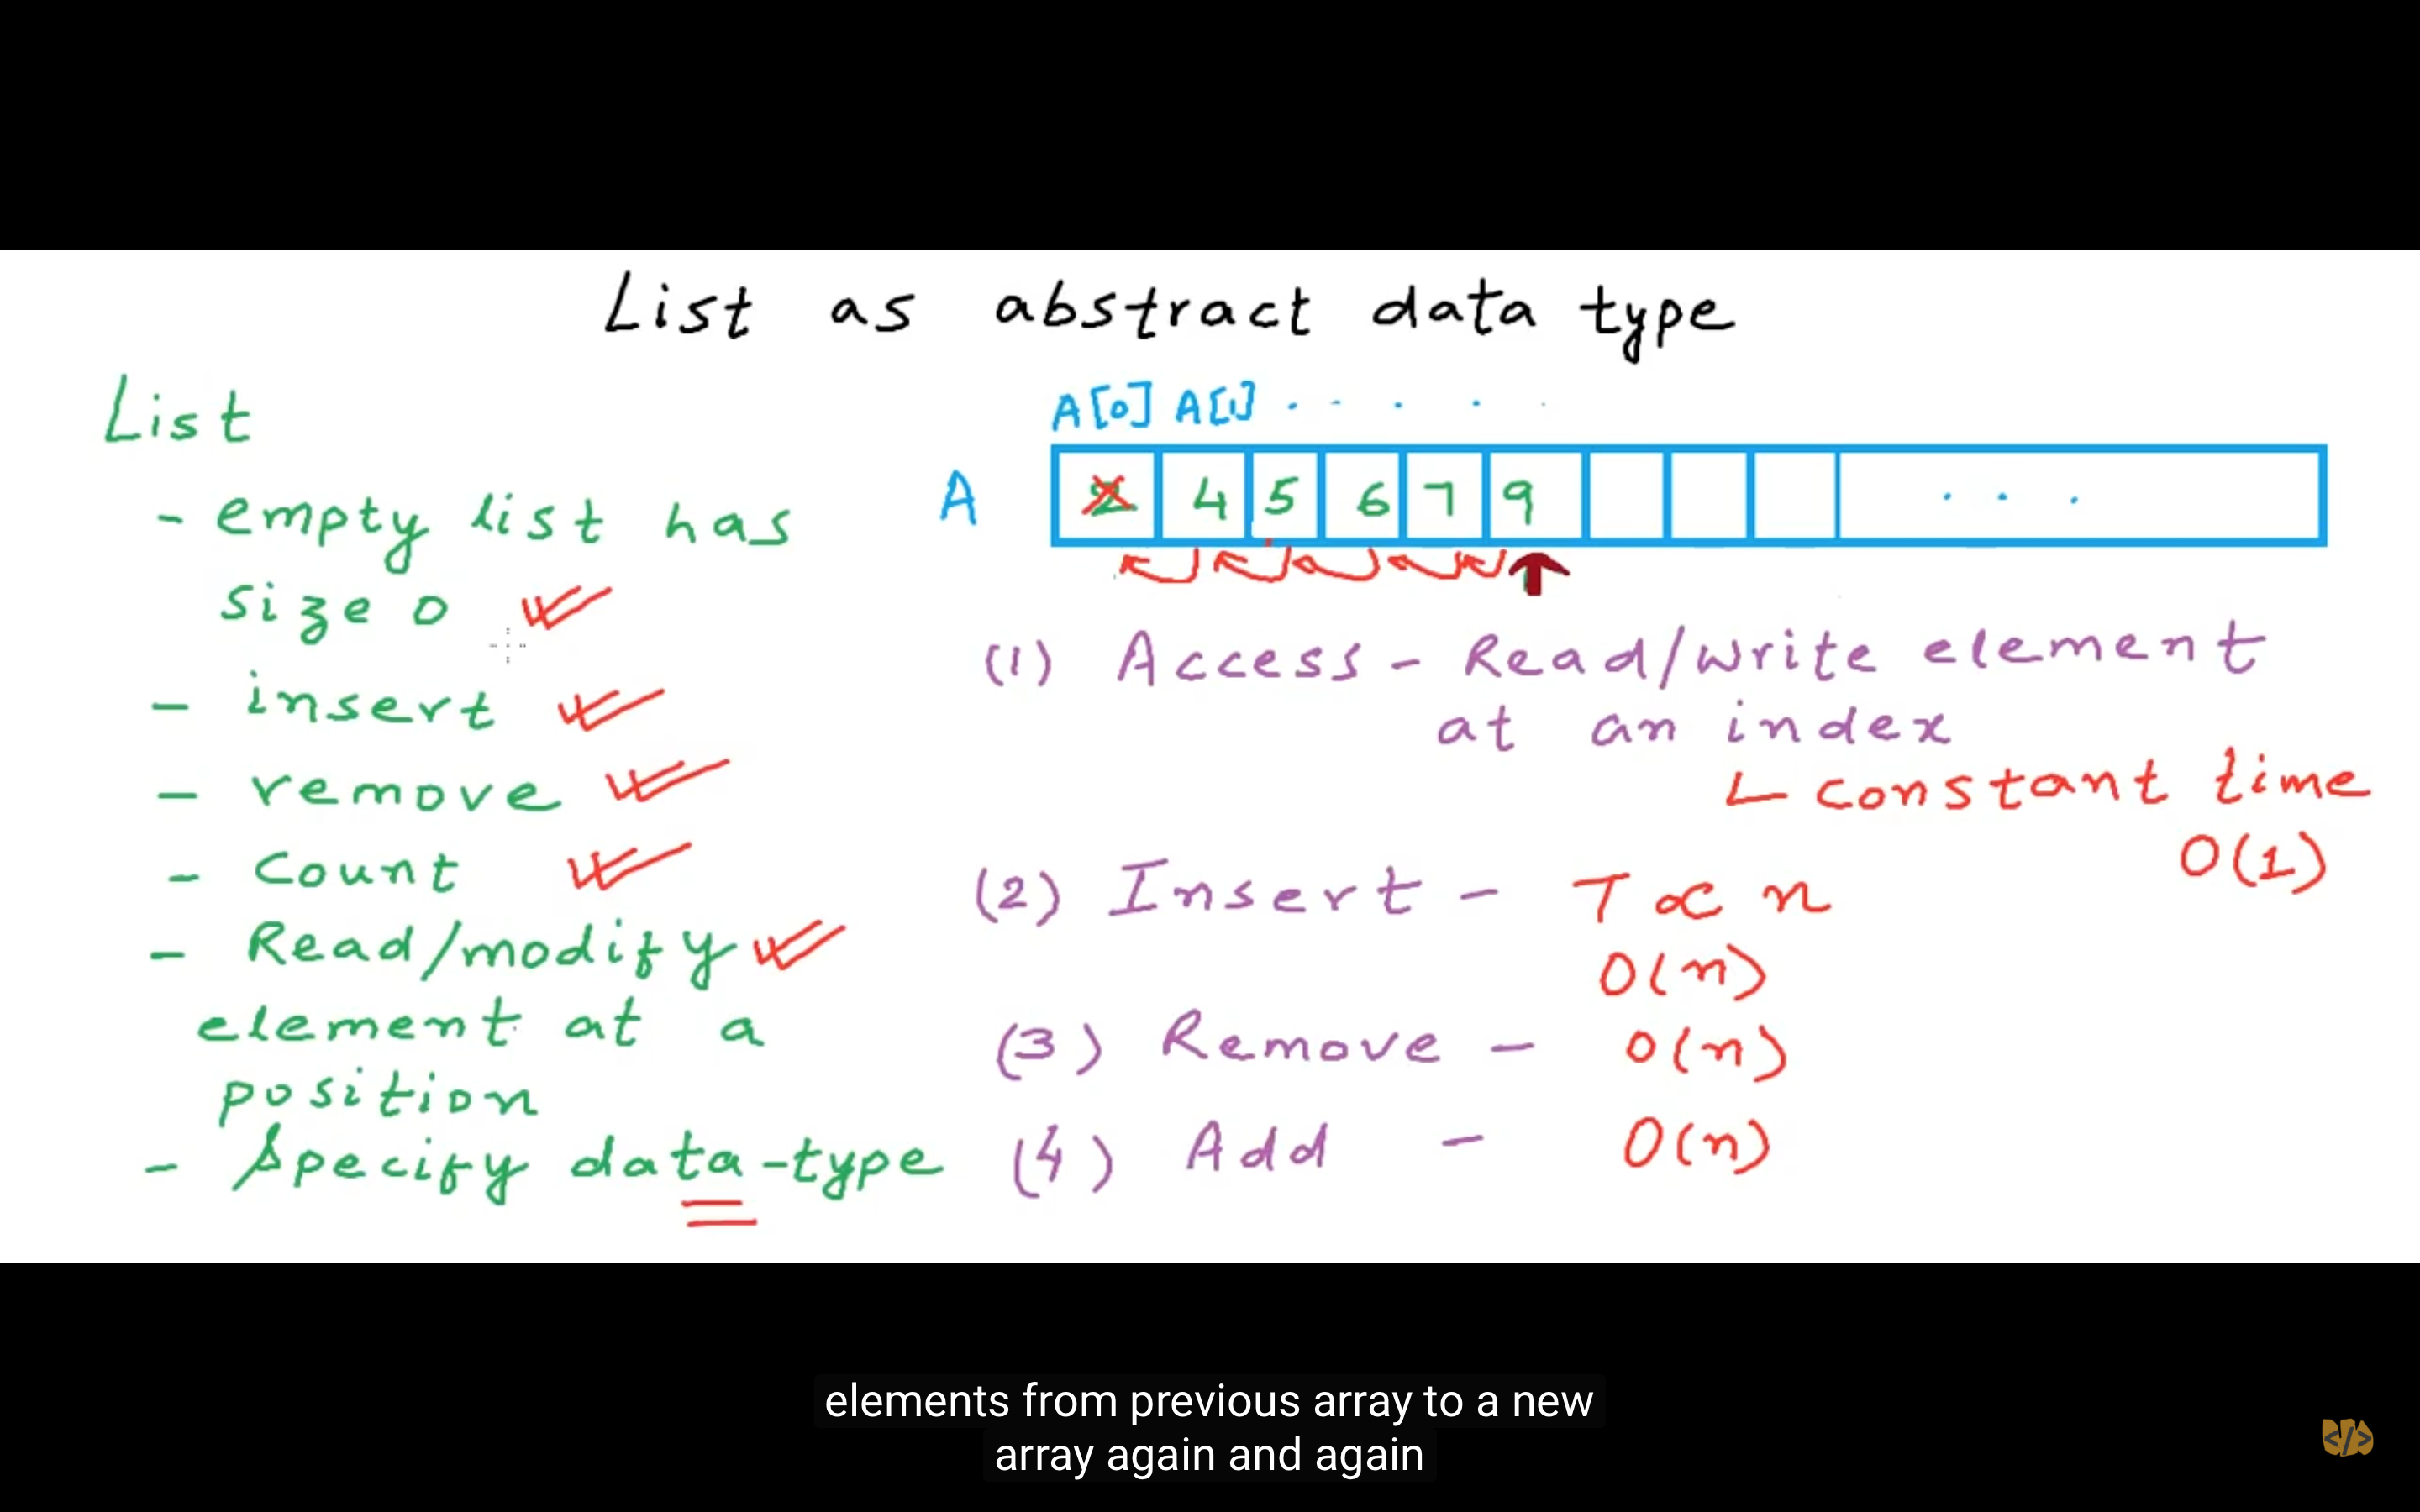 List as abstract data type
List
- empty list has
size 0
- insert
- remove
- Count
- Read/modify
element at a
position
- Specify data-type
A[0] A[1] . . . . .
A 2 4 5 6 7 9 . . .
(1) Access - Read/Write element
at an index
constant time
O(1)
(2) Insert - T ∝ n
O(n)
(3) Remove - O(n)
(4) Add - O(n)
elements from previous array to a new
array again and again
</>